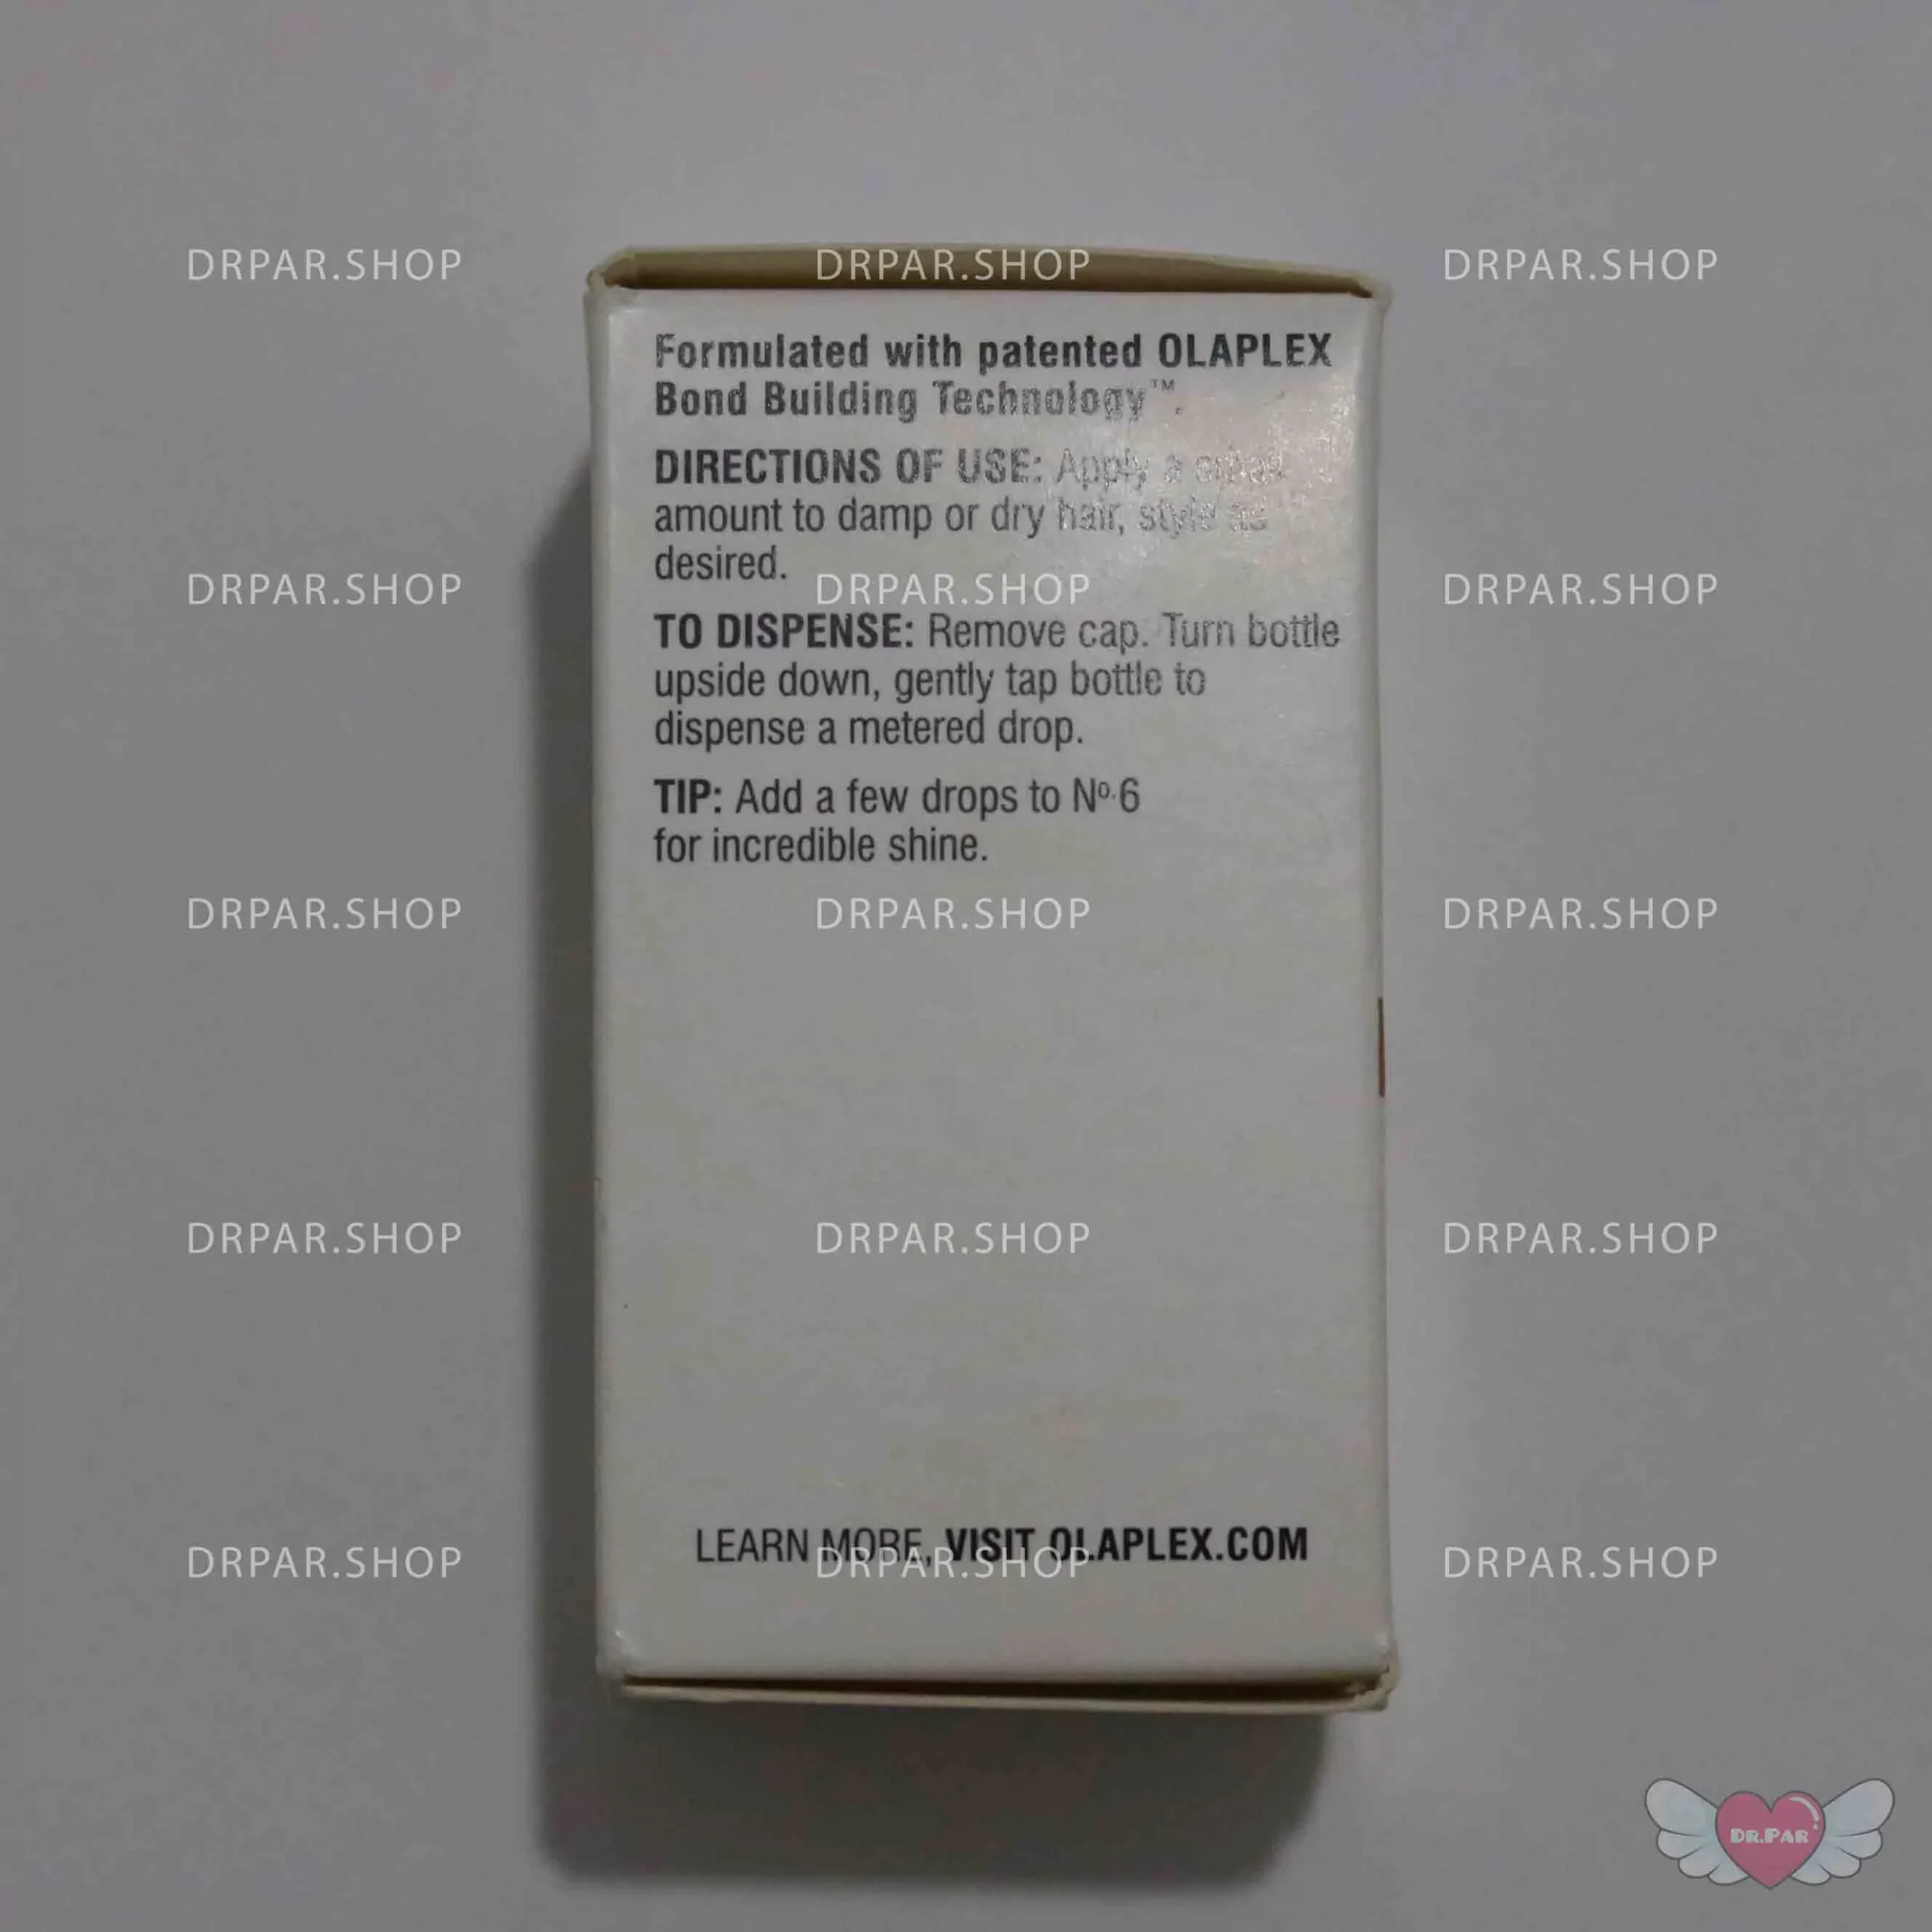 DRPAR.SHOP DRPAR.SHOP DRPAR.SHOP
Formulated with patented OLAPLEX
Bond Building Technology™.
DIRECTIONS OF USE: Apply a small
amount to damp or dry hair, style as
desired.
DRPAR.SHOP DRPAR.SHOP DRPAR.SHOP
TO DISPENSE: Remove cap. Turn bottle
upside down, gently tap bottle to
dispense a metered drop.
TIP: Add a few drops to Nº.6
for incredible shine.
DRPAR.SHOP DRPAR.SHOP DRPAR.SHOP
DRPAR.SHOP DRPAR.SHOP DRPAR.SHOP
LEARN MORE, VISIT OLAPLEX.COM
DRPAR.SHOP DRPAR.SHOP DRPAR.SHOP
DR.PAR